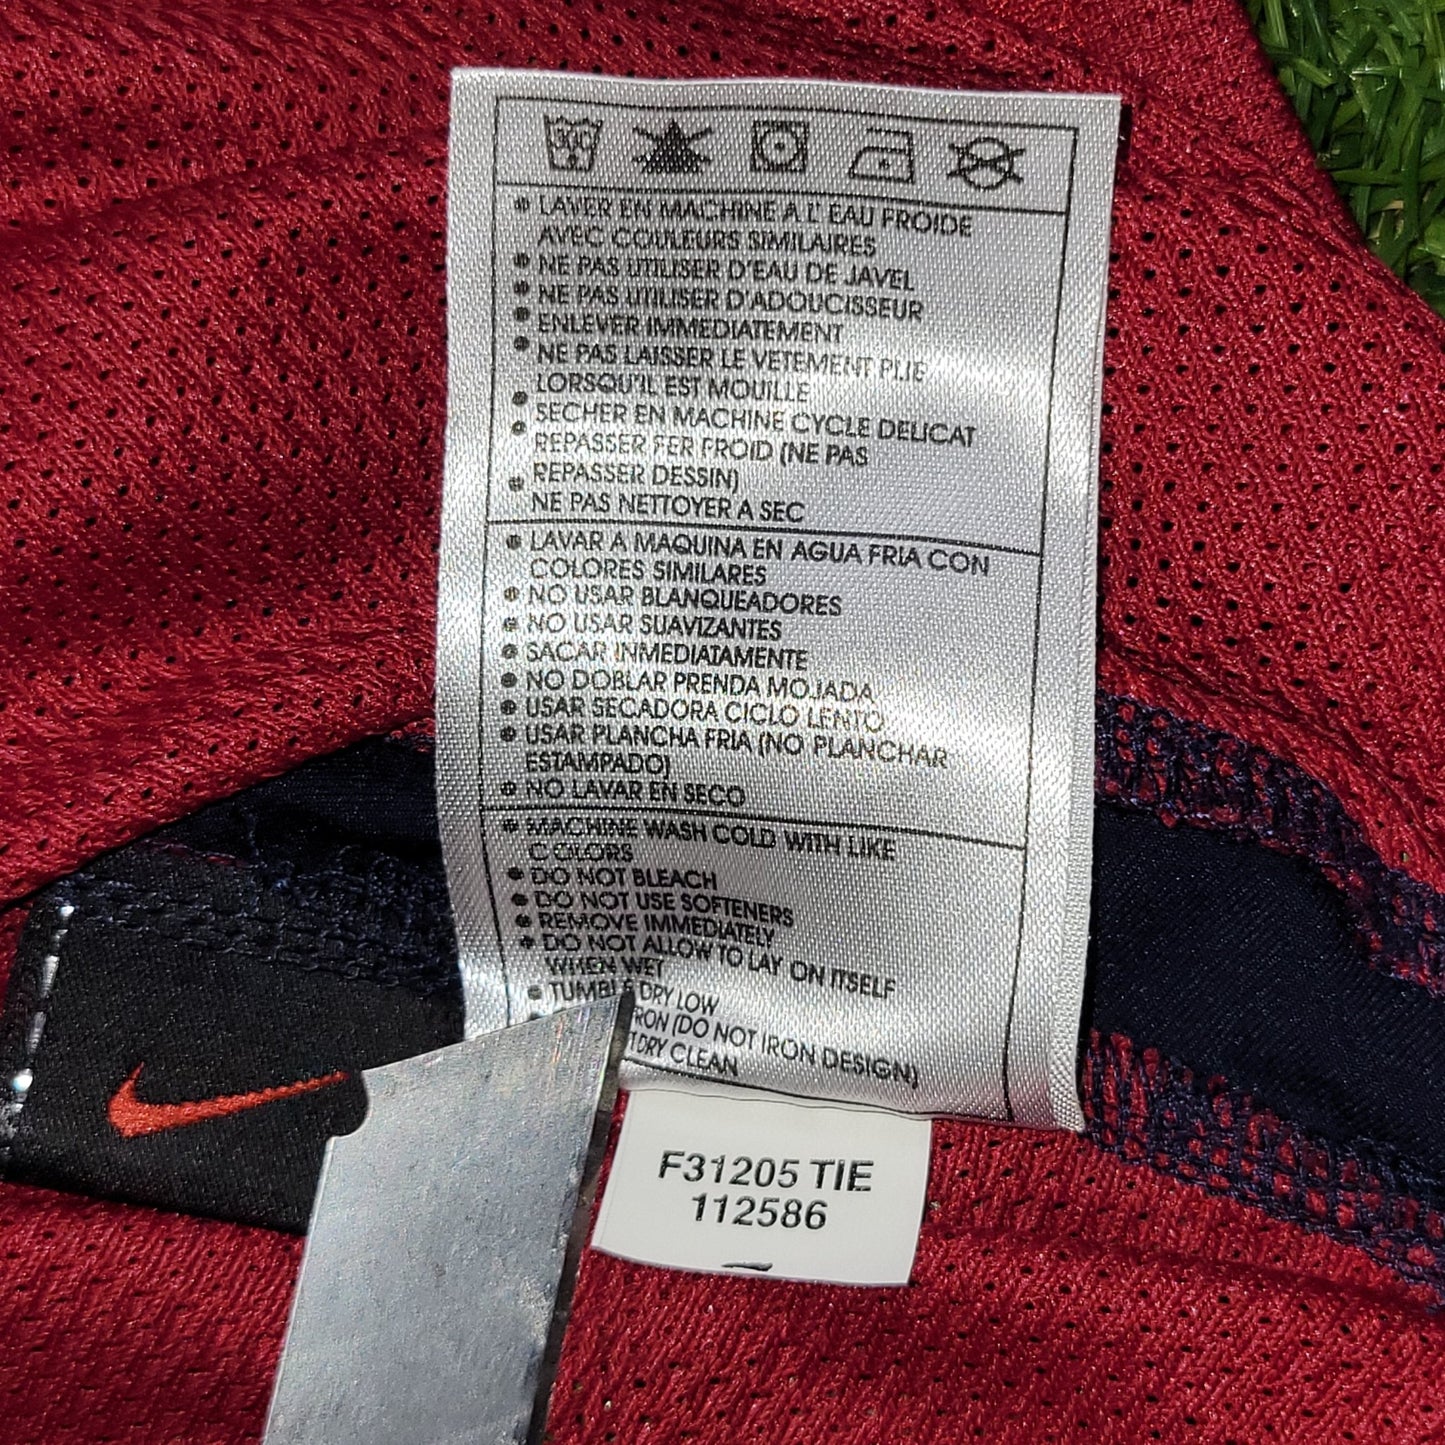 30C
• LAVER EN MACHINE A L' EAU FROIDE
AVEC COULEURS SIMILAIRES
• NE PAS UTILISER D'EAU DE JAVEL
• NE PAS UTILISER D'ADOUCISSEUR
• ENLEVER IMMEDIATEMENT
• NE PAS LAISSER LE VETEMENT PLIE
LORSQU'IL EST MOUILLE
• SECHER EN MACHINE CYCLE DELICAT
• REPASSER FER FROID (NE PAS
REPASSER DESSIN)
• NE PAS NETTOYER A SEC
• LAVAR A MAQUINA EN AGUA FRIA CON
COLORES SIMILARES
• NO USAR BLANQUEADORES
• NO USAR SUAVIZANTES
• SACAR INMEDIATAMENTE
• NO DOBLAR PRENDA MOJADA
• USAR SECADORA CICLO LENTO
• USAR PLANCHA FRIA (NO PLANCHAR
ESTAMPADO)
• NO LAVAR EN SECO
• MACHINE WASH COLD WITH LIKE
COLORS
• DO NOT BLEACH
• DO NOT USE SOFTENERS
• REMOVE IMMEDIATELY
• DO NOT ALLOW TO LAY ON ITSELF
WHEN WET
• TUMBLE DRY LOW
RON (DO NOT IRON DESIGN)
T DRY CLEAN
F31205 TIE
112586